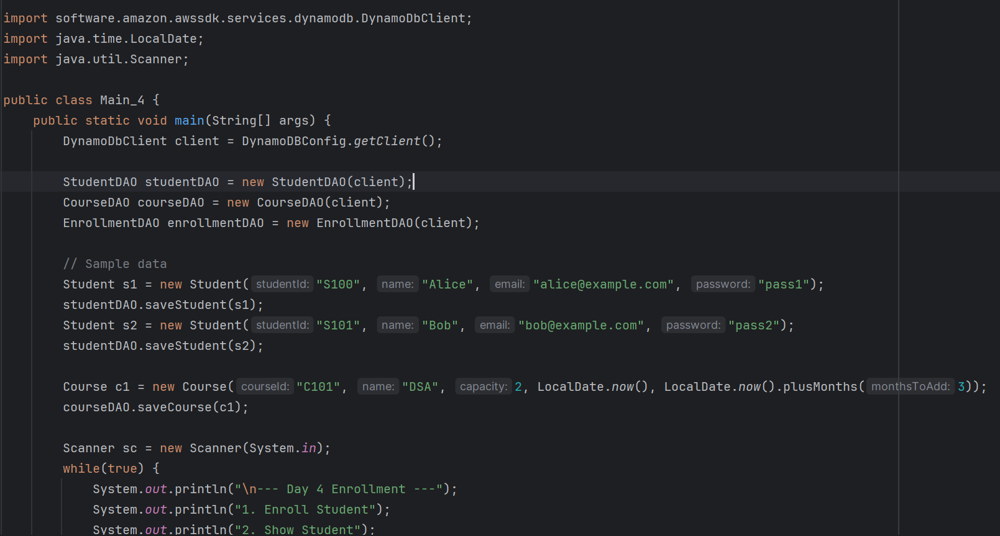 import software.amazon.awssdk.services.dynamodb.DynamoDbClient;
import java.time.LocalDate;
import java.util.Scanner;
public class Main_4 {
public static void main(String[] args) {
DynamoDbClient client = DynamoDBConfig.getClient();
StudentDAO studentDAO = new StudentDAO(client);
CourseDAO courseDAO = new CourseDAO(client);
EnrollmentDAO enrollmentDAO = new EnrollmentDAO(client);
// Sample data
Student s1 = new Student( studentId: "S100", name: "Alice", email: "alice@example.com", password: "pass1");
studentDAO.saveStudent(s1);
Student s2 = new Student( studentId: "S101", name: "Bob", email: "bob@example.com", password: "pass2");
studentDAO.saveStudent(s2);
Course c1 = new Course( courseId: "C101", name: "DSA", capacity: 2, LocalDate.now(), LocalDate.now().plusMonths( monthsToAdd: 3));
courseDAO.saveCourse(c1);
Scanner sc = new Scanner(System.in);
while(true) {
System.out.println("\n--- Day 4 Enrollment ---");
System.out.println("1. Enroll Student");
System.out.println("2. Show Student");